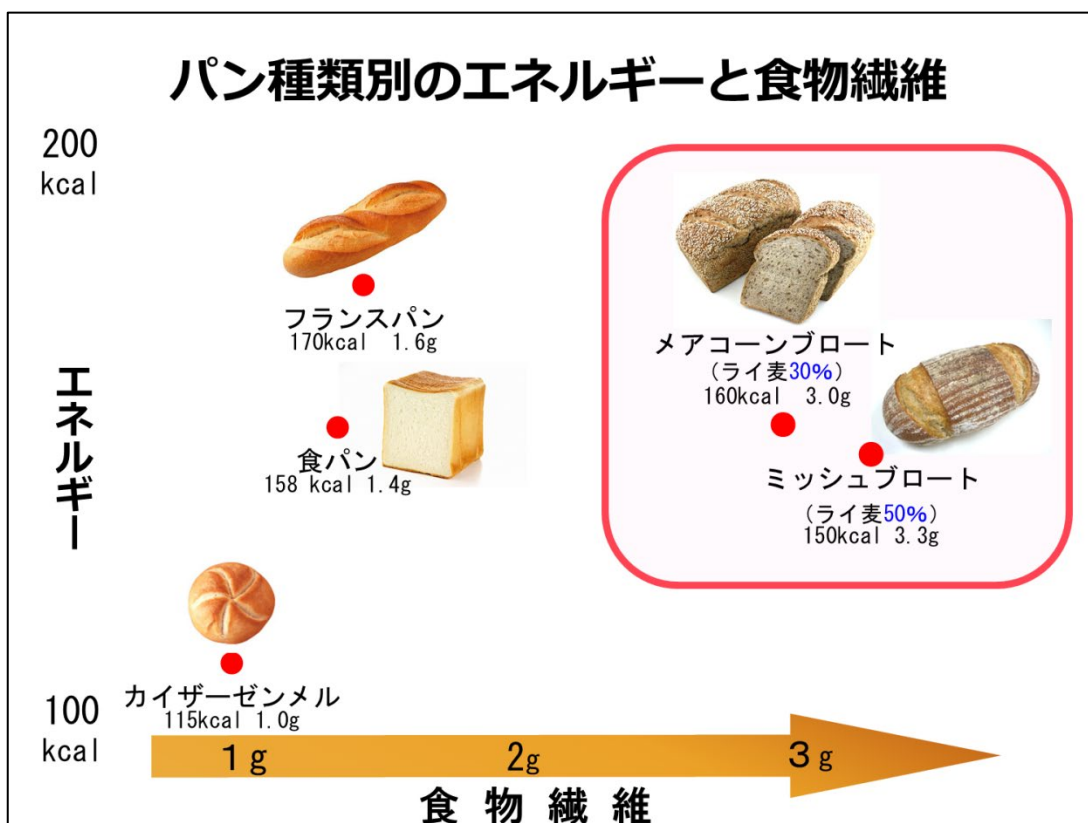 パン種類別のエネルギーと食物繊維
200
kcal
フランスパン
170kcal 1.6g
メアコーンブロート
(ライ麦30%)
160kcal 3.0g
エネルギー
食パン
158 kcal 1.4g
ミッシュブロート
(ライ麦50%)
150kcal 3.3g
カイザーゼンメル
115kcal 1.0g
100
kcal
1g 2g 3g
食物繊維